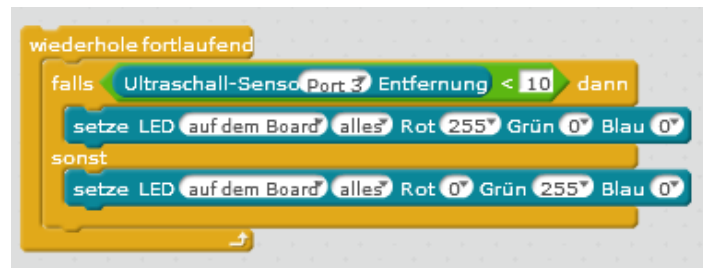 wiederhole fortlaufend
falls Ultraschall-Senso Port 3 Entfernung < 10 dann
setze LED auf dem Board alles Rot 255 Grün 0 Blau 0
sonst
setze LED auf dem Board alles Rot 0 Grün 255 Blau 0